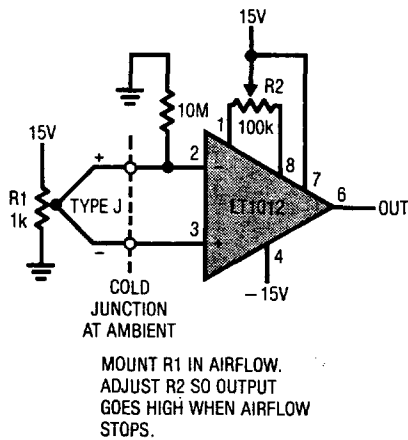 15V
R2
100k
10M
1
8
7
15V
R1
1k
+
TYPE J
−
2
−
3
+
LT1012
6
OUT
4
−15V
COLD
JUNCTION
AT AMBIENT
MOUNT R1 IN AIRFLOW.
ADJUST R2 SO OUTPUT
GOES HIGH WHEN AIRFLOW
STOPS.